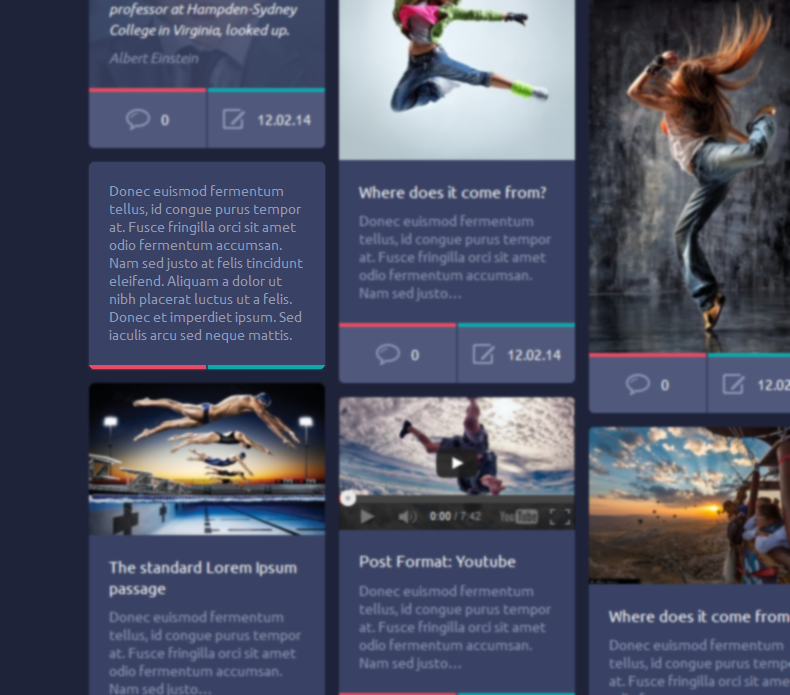 professor at Hampden-Sydney
College in Virginia, looked up.
Albert Einstein
0
12.02.14
Donec euismod fermentum
tellus, id congue purus tempor
at. Fusce fringilla orci sit amet
odio fermentum accumsan.
Nam sed justo at felis tincidunt
eleifend. Aliquam a dolor ut
nibh placerat luctus ut a felis.
Donec et imperdiet ipsum. Sed
iaculis arcu sed neque mattis.
The standard Lorem Ipsum
passage
Donec euismod fermentum
tellus, id congue purus tempor
at. Fusce fringilla orci sit amet
odio fermentum accumsan.
Nam sed justo...
Where does it come from?
Donec euismod fermentum
tellus, id congue purus tempor
at. Fusce fringilla orci sit amet
odio fermentum accumsan.
Nam sed justo...
0
12.02.14
0:00 / 7:42
YouTube
Post Format: Youtube
Donec euismod fermentum
tellus, id congue purus tempor
at. Fusce fringilla orci sit amet
odio fermentum accumsan.
Nam sed justo...
0
12.02
Where does it come from
Donec euismod fermentum
tellus, id congue purus tempor
at. Fusce fringilla orci sit amet